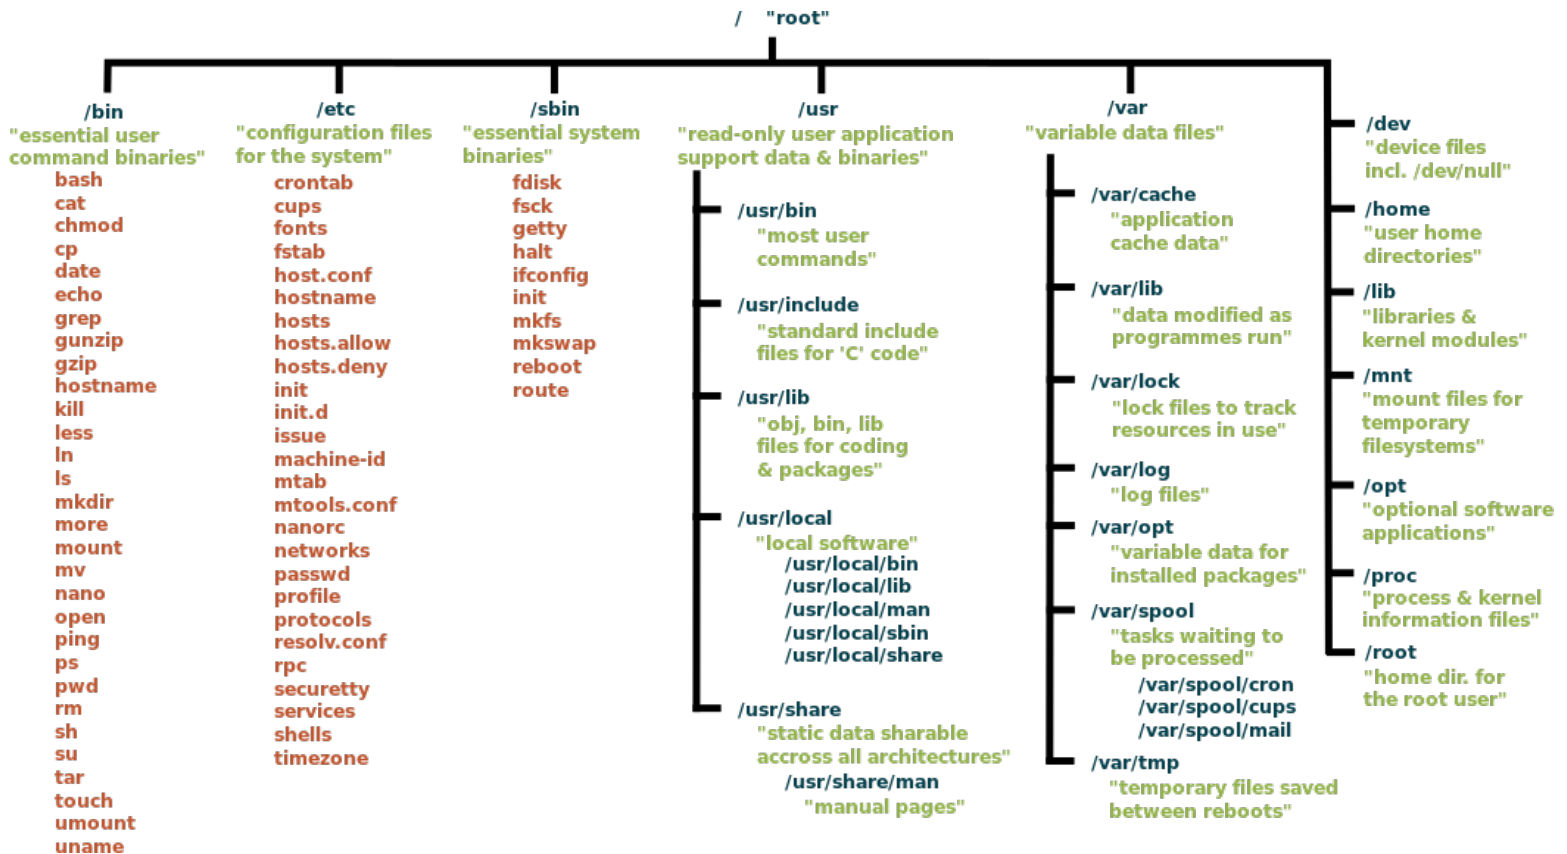 / "root"
/bin
"essential user
command binaries"
bash
cat
chmod
cp
date
echo
grep
gunzip
gzip
hostname
kill
less
ln
ls
mkdir
more
mount
mv
nano
open
ping
ps
pwd
rm
sh
su
tar
touch
umount
uname
/etc
"configuration files
for the system"
crontab
cups
fonts
fstab
host.conf
hostname
hosts
hosts.allow
hosts.deny
init
init.d
issue
machine-id
mtab
mtools.conf
nanorc
networks
passwd
profile
protocols
resolv.conf
rpc
securetty
services
shells
timezone
/sbin
"essential system
binaries"
fdisk
fsck
getty
halt
ifconfig
init
mkfs
mkswap
reboot
route
/usr
"read-only user application
support data & binaries"
/usr/bin
"most user
commands"
/usr/include
"standard include
files for 'C' code"
/usr/lib
"obj, bin, lib
files for coding
& packages"
/usr/local
"local software"
/usr/local/bin
/usr/local/lib
/usr/local/man
/usr/local/sbin
/usr/local/share
/usr/share
"static data sharable
accross all architectures"
/usr/share/man
"manual pages"
/var
"variable data files"
/var/cache
"application
cache data"
/var/lib
"data modified as
programmes run"
/var/lock
"lock files to track
resources in use"
/var/log
"log files"
/var/opt
"variable data for
installed packages"
/var/spool
"tasks waiting to
be processed"
/var/spool/cron
/var/spool/cups
/var/spool/mail
/var/tmp
"temporary files saved
between reboots"
/dev
"device files
incl. /dev/null"
/home
"user home
directories"
/lib
"libraries &
kernel modules"
/mnt
"mount files for
temporary
filesystems"
/opt
"optional software
applications"
/proc
"process & kernel
information files"
/root
"home dir. for
the root user"